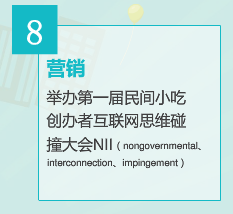 8
营销
举办第一届民间小吃
创办者互联网思维碰
撞大会NII（nongovernmental、
interconnection、impingement）